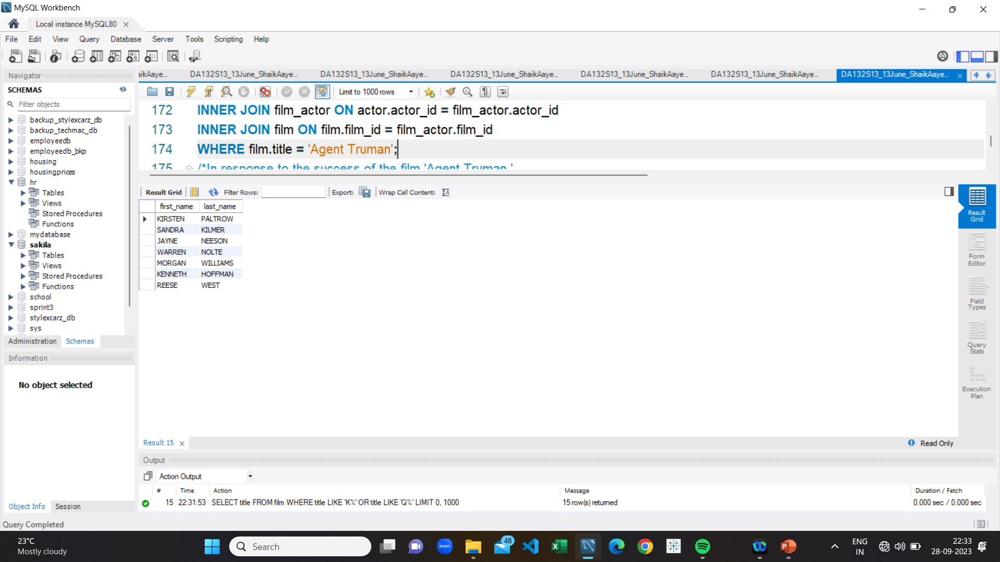 MySQL Workbench
Local instance MySQL80
File Edit View Query Database Server Tools Scripting Help
Navigator
SCHEMAS
Filter objects
backup_stylexcarz_db
backup_techmac_db
employeedb
employeedb_bkp
housing
housingprices
hr
Tables
Views
Stored Procedures
Functions
mydatabase
sakila
Tables
Views
Stored Procedures
Functions
school
sprint3
stylexcarz_db
sys
Administration Schemas
Information
No object selected
Object Info Session
aikAaye... DA132S13_13June_ShaikAaye... DA132S13_13June_ShaikAaye... DA132S13_13June_ShaikAaye... DA132S13_13June_ShaikAaye... DA132S13_13June_ShaikAaye... DA132S13_13June_ShaikAaye...
Limit to 1000 rows
172 INNER JOIN film_actor ON actor.actor_id = film_actor.actor_id
173 INNER JOIN film ON film.film_id = film_actor.film_id
174 WHERE film.title = 'Agent Truman';
175 /*In response to the success of the film 'Agent Truman,'
Result Grid Filter Rows: Export: Wrap Cell Content:
first_name last_name
KIRSTEN PALTROW
SANDRA KILMER
JAYNE NEESON
WARREN NOLTE
MORGAN WILLIAMS
KENNETH HOFFMAN
REESE WEST
Result
Grid
Form
Editor
Field
Types
Query
Stats
Execution
Plan
Result 15 Read Only
Output
Action Output
# Time Action Message Duration / Fetch
15 22:31:53 SELECT title FROM film WHERE title LIKE 'K%' OR title LIKE 'Q%' LIMIT 0, 1000 15 row(s) returned 0.000 sec / 0.000 sec
Query Completed
23°C
Mostly cloudy
Search
zoom
48
ENG
IN
22:33
28-09-2023